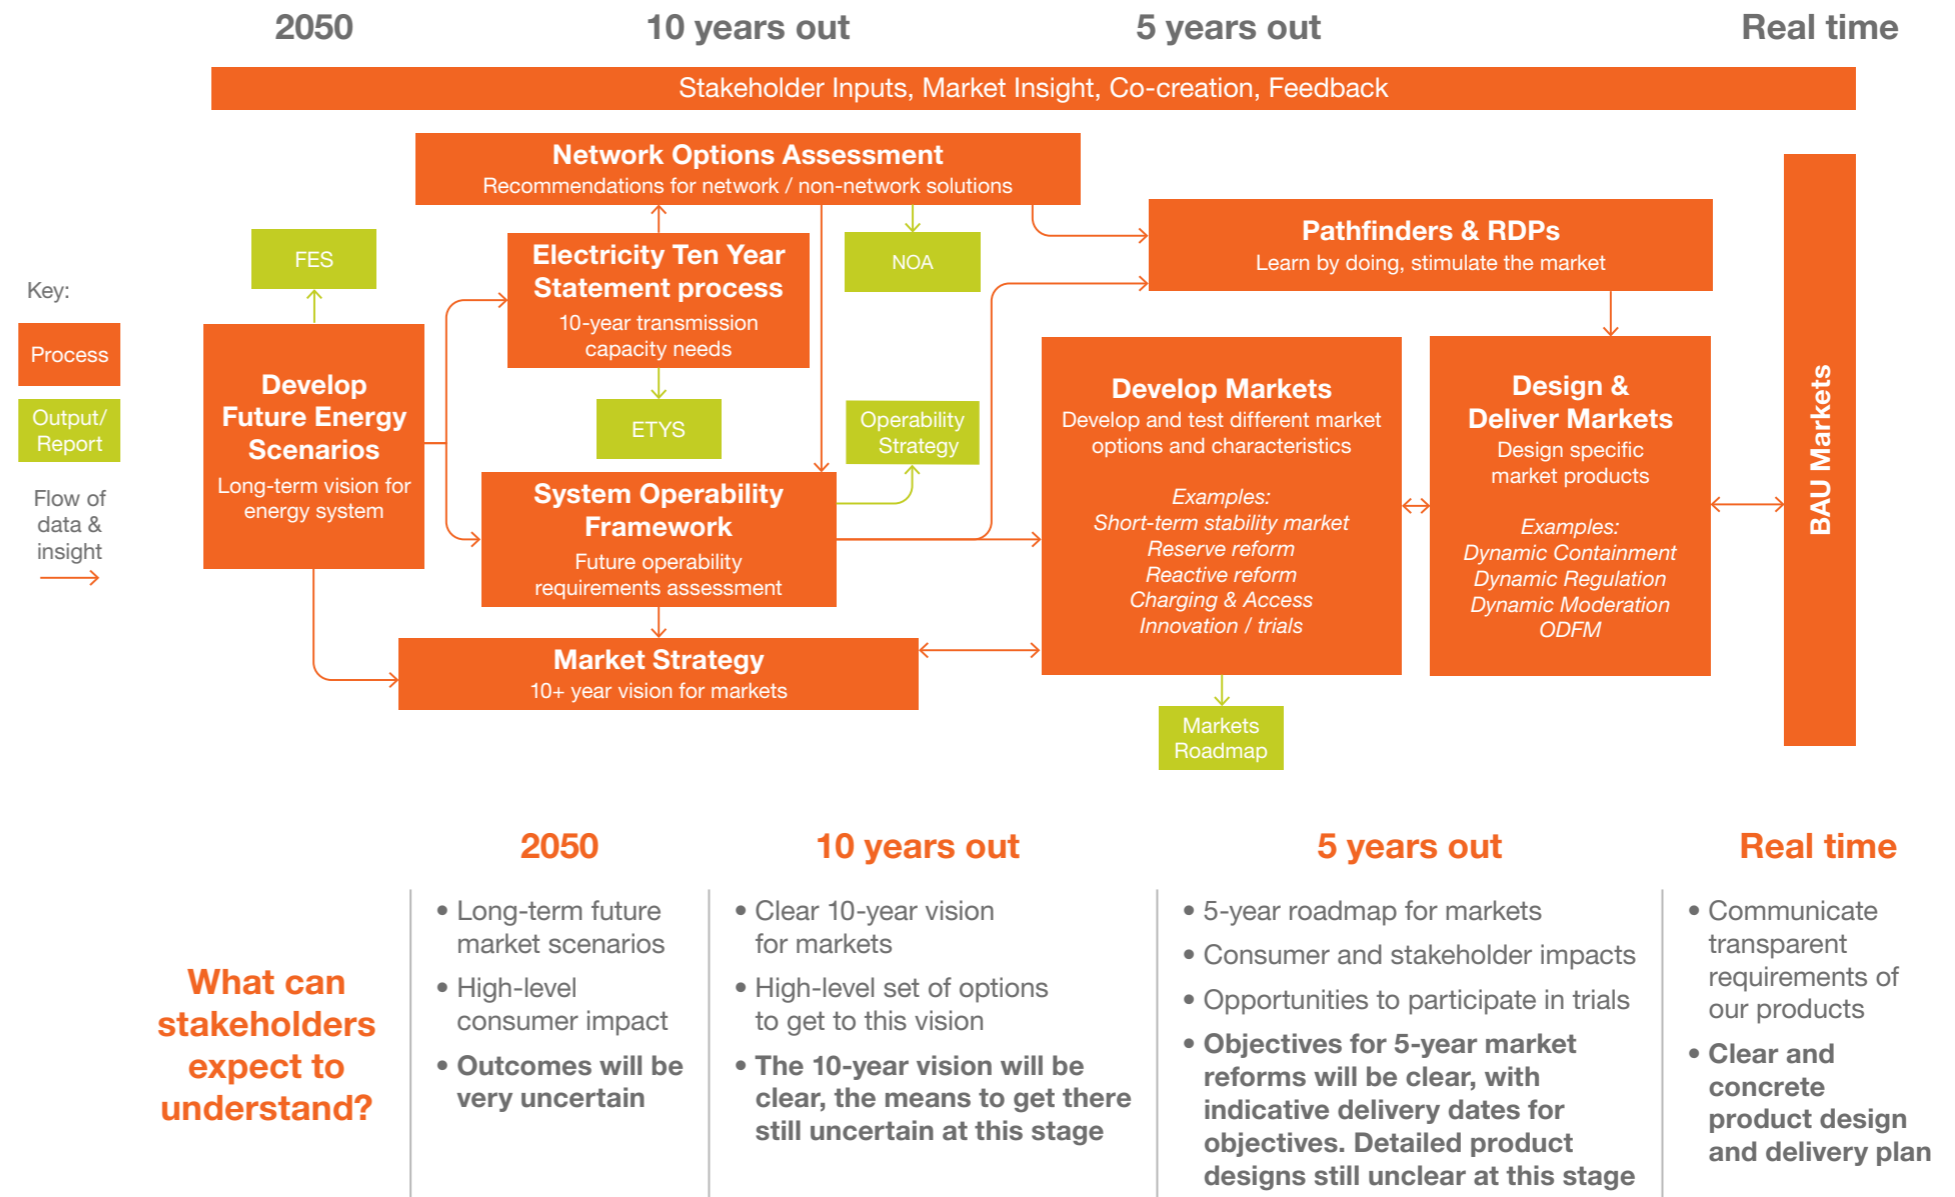 2050
10 years out
5 years out
Real time
Stakeholder Inputs, Market Insight, Co-creation, Feedback
Network Options Assessment
Recommendations for network / non-network solutions
FES
Electricity Ten Year
Statement process
10-year transmission
capacity needs
NOA
Pathfinders & RDPs
Learn by doing, stimulate the market
Key:
Process
Output/
Report
Flow of
data &
insight
Develop
Future Energy
Scenarios
Long-term vision for
energy system
ETYS
Operability
Strategy
System Operability
Framework
Future operability
requirements assessment
Market Strategy
10+ year vision for markets
Develop Markets
Develop and test different market
options and characteristics
Examples:
Short-term stability market
Reserve reform
Reactive reform
Charging & Access
Innovation / trials
Markets
Roadmap
Design &
Deliver Markets
Design specific
market products
Examples:
Dynamic Containment
Dynamic Regulation
Dynamic Moderation
ODFM
BAU Markets
What can
stakeholders
expect to
understand?
2050
• Long-term future
market scenarios
• High-level
consumer impact
• Outcomes will be
very uncertain
10 years out
• Clear 10-year vision
for markets
• High-level set of options
to get to this vision
• The 10-year vision will be
clear, the means to get there
still uncertain at this stage
5 years out
• 5-year roadmap for markets
• Consumer and stakeholder impacts
• Opportunities to participate in trials
• Objectives for 5-year market
reforms will be clear, with
indicative delivery dates for
objectives. Detailed product
designs still unclear at this stage
Real time
• Communicate
transparent
requirements of
our products
• Clear and
concrete
product design
and delivery plan